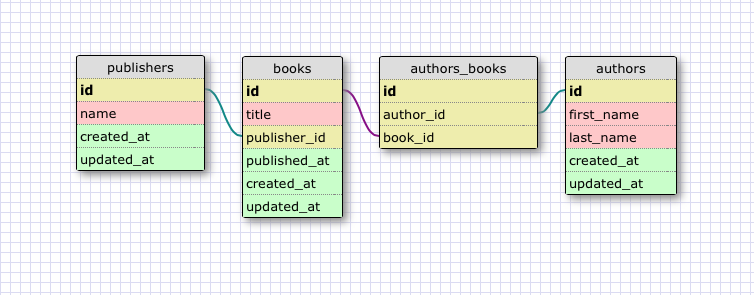 publishers
id
name
created_at
updated_at
books
id
title
publisher_id
published_at
created_at
updated_at
authors_books
id
author_id
book_id
authors
id
first_name
last_name
created_at
updated_at